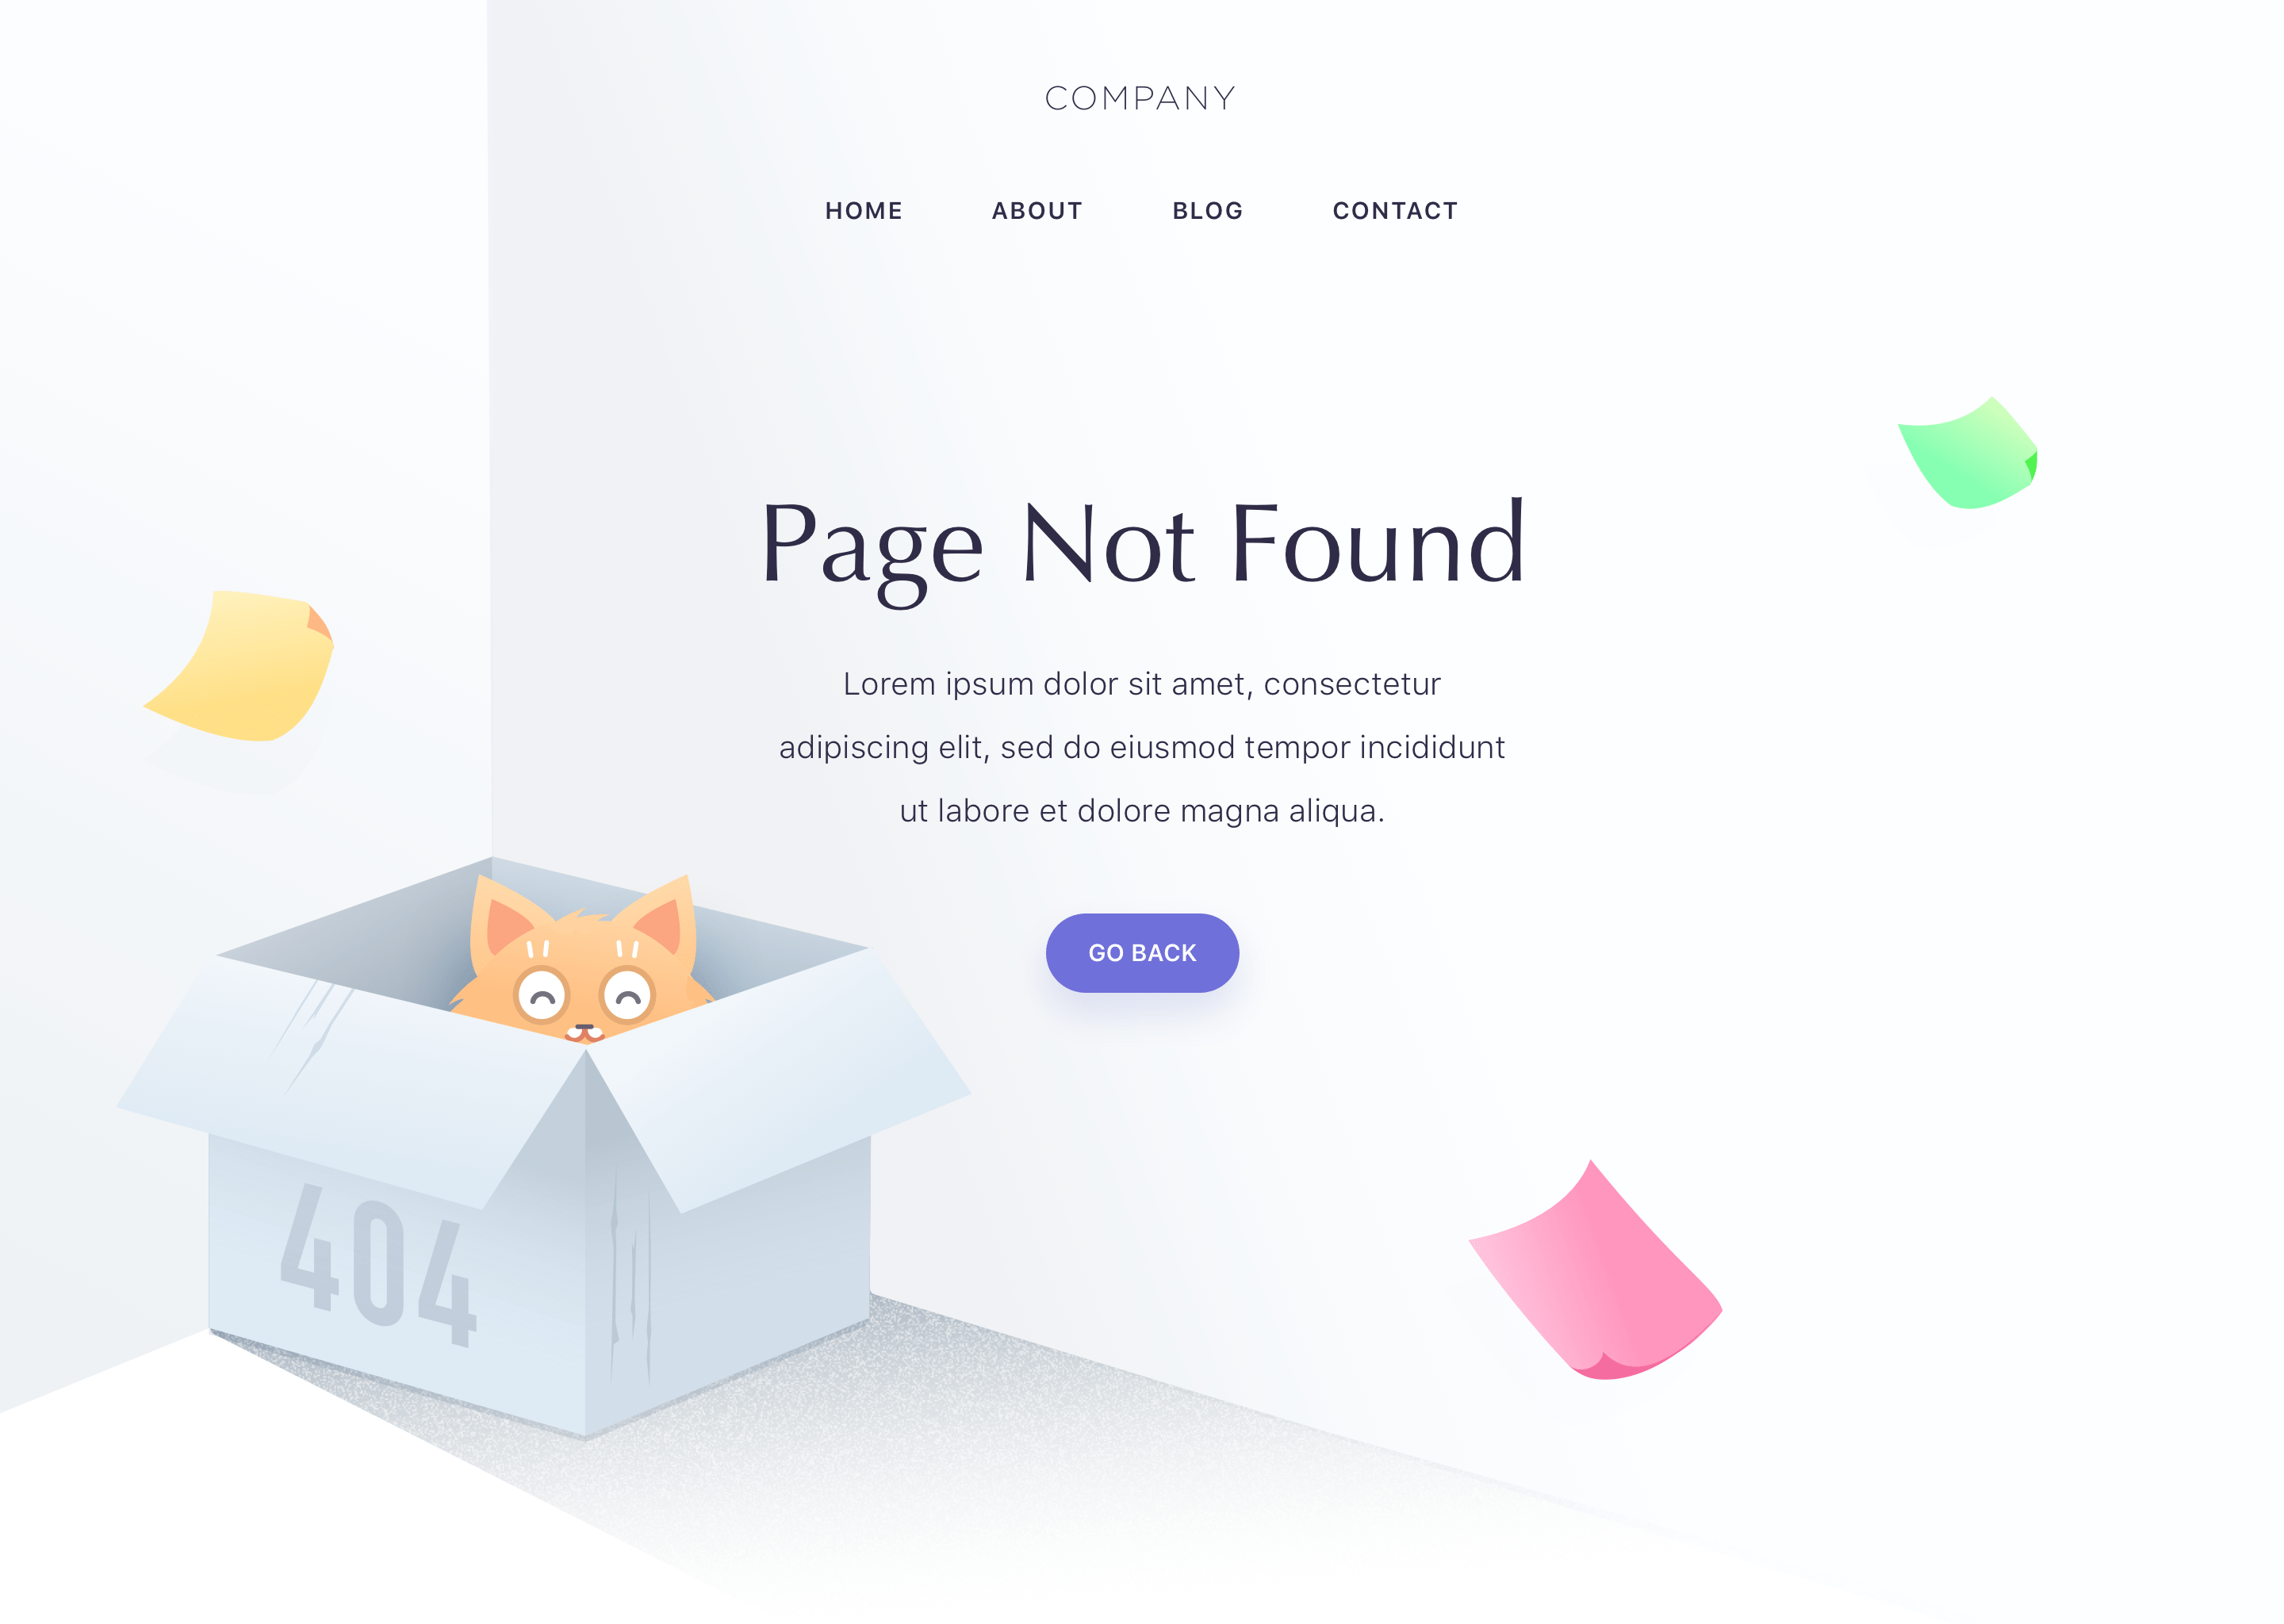 COMPANY
HOME ABOUT BLOG CONTACT
Page Not Found
Lorem ipsum dolor sit amet, consectetur
adipiscing elit, sed do eiusmod tempor incididunt
ut labore et dolore magna aliqua.
GO BACK
404